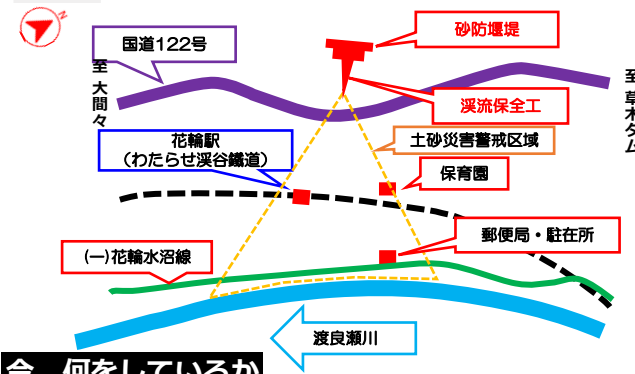 N
国道122号
砂防堰堤
至 大間々
至 草木ダム
渓流保全工
花輪駅
(わたらせ渓谷鐵道)
土砂災害警戒区域
保育園
郵便局・駐在所
(一)花輪水沼線
渡良瀬川
今、何をしているか